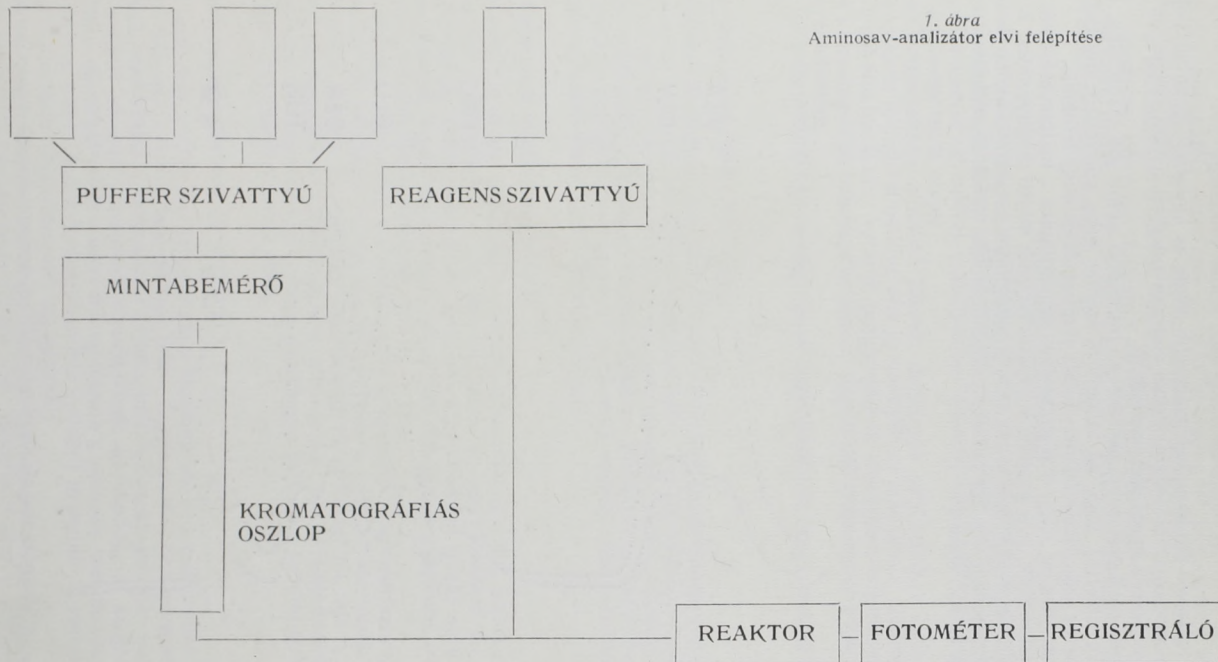 1. ábra
Aminosav-analizátor elvi felépítése
PUFFER SZIVATTYÚ
REAGENS SZIVATTYÚ
MINTABEMÉRŐ
KROMATOGRÁFIÁS
OSZLOP
REAKTOR
FOTOMÉTER
REGISZTRÁLÓ